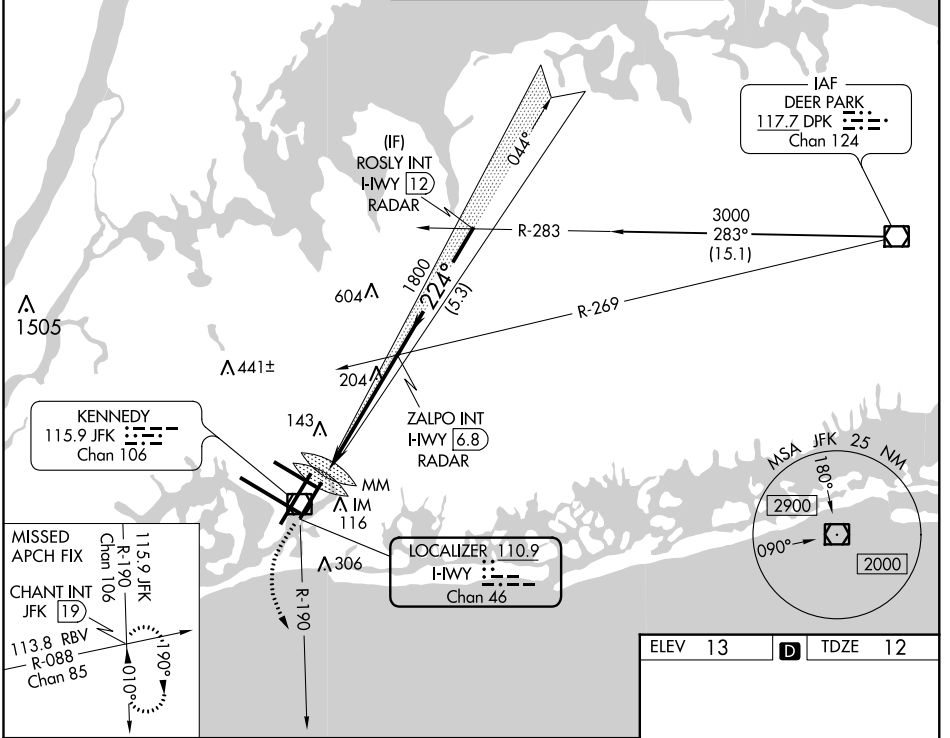 IAF
DEER PARK
117.7 DPK
Chan 124
(IF)
ROSLY INT
I-IWY 12
RADAR
044°
R-283
3000
283°
(15.1)
1800
224°
(5.3)
604
R-269
1505
441±
204
143
ZALPO INT
I-IWY 6.8
RADAR
KENNEDY
115.9 JFK
Chan 106
MM
IM
116
306
LOCALIZER 110.9
I-IWY
Chan 46
R-190
MSA JFK 25 NM
180°
2900
090°
2000
MISSED
APCH FIX
115.9 JFK
R-190
Chan 106
CHANT INT
JFK 19
113.8 RBV
R-088
Chan 85
190°
010°
ELEV 13 D TDZE 12